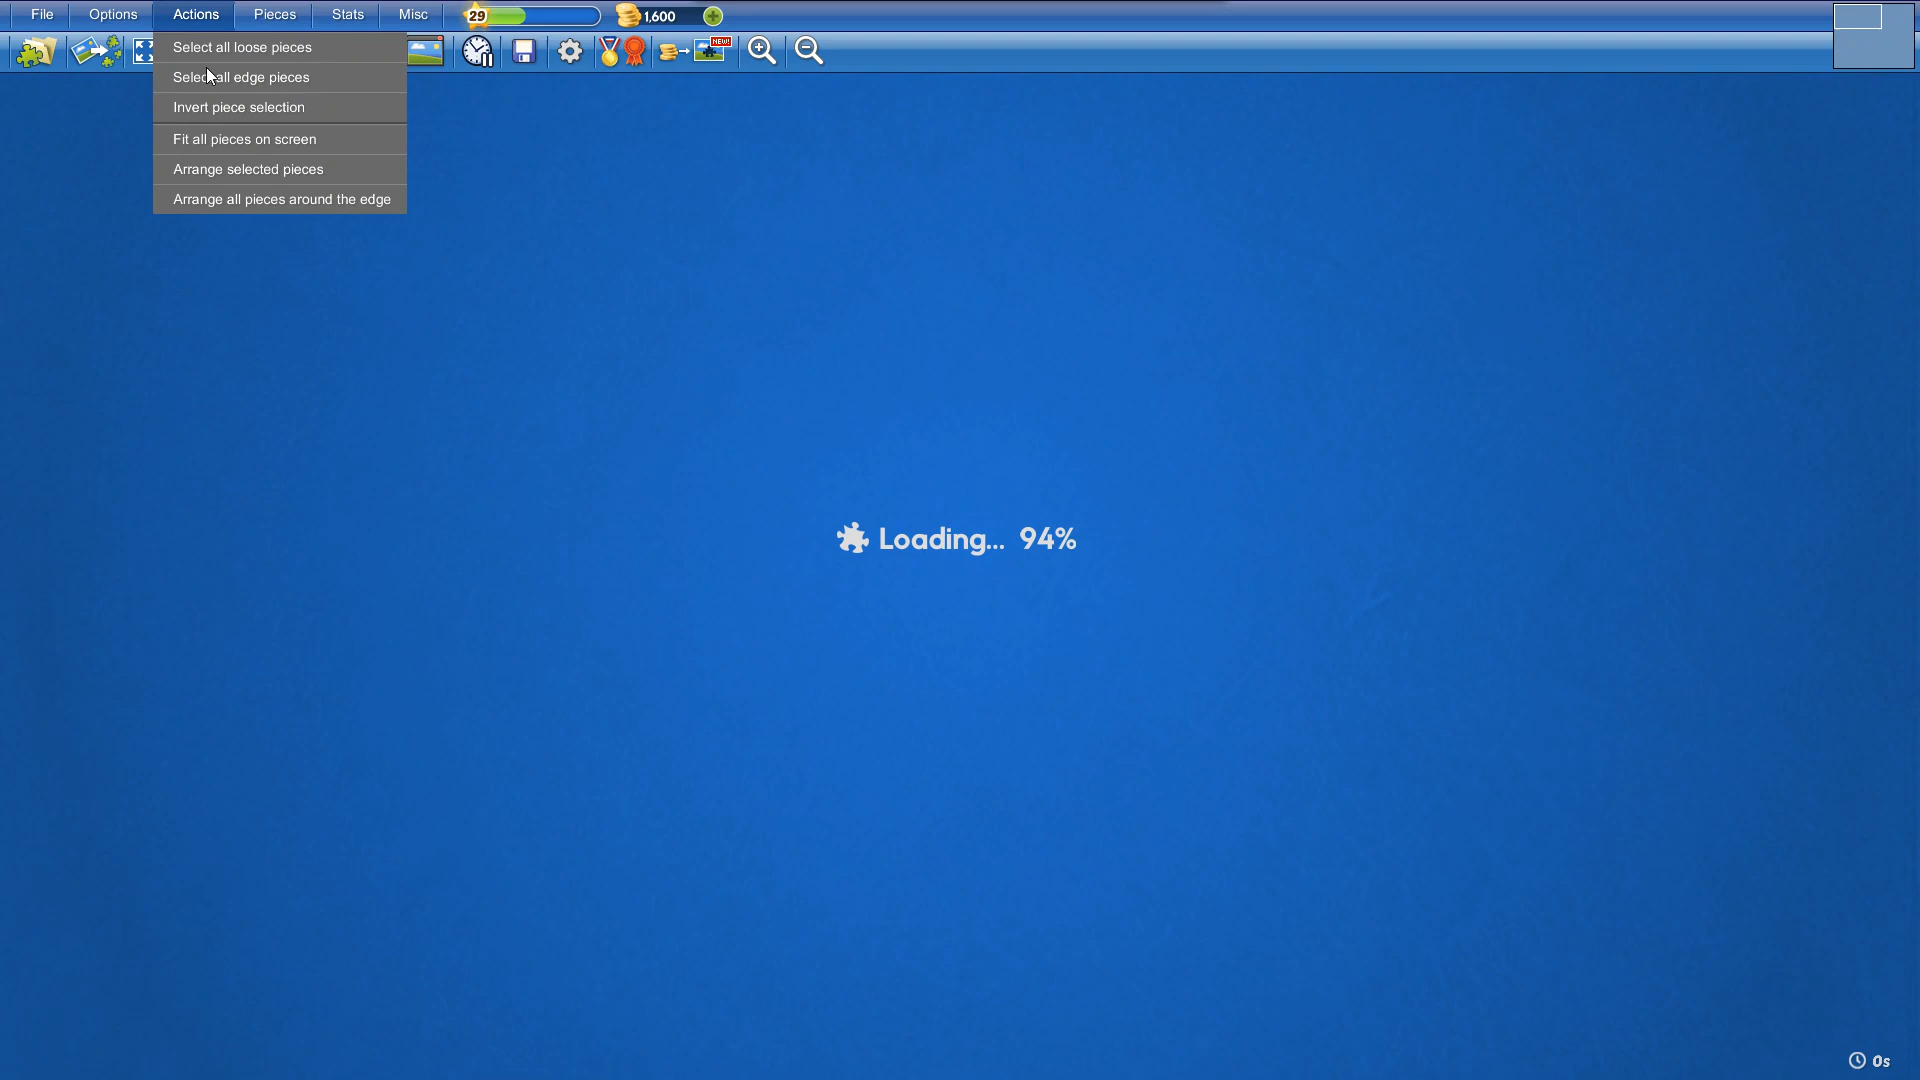 File Options Actions Pieces Stats Misc 29 1,600
NEW!
Select all loose pieces
Select all edge pieces
Invert piece selection
Fit all pieces on screen
Arrange selected pieces
Arrange all pieces around the edge
Loading... 94%
0s